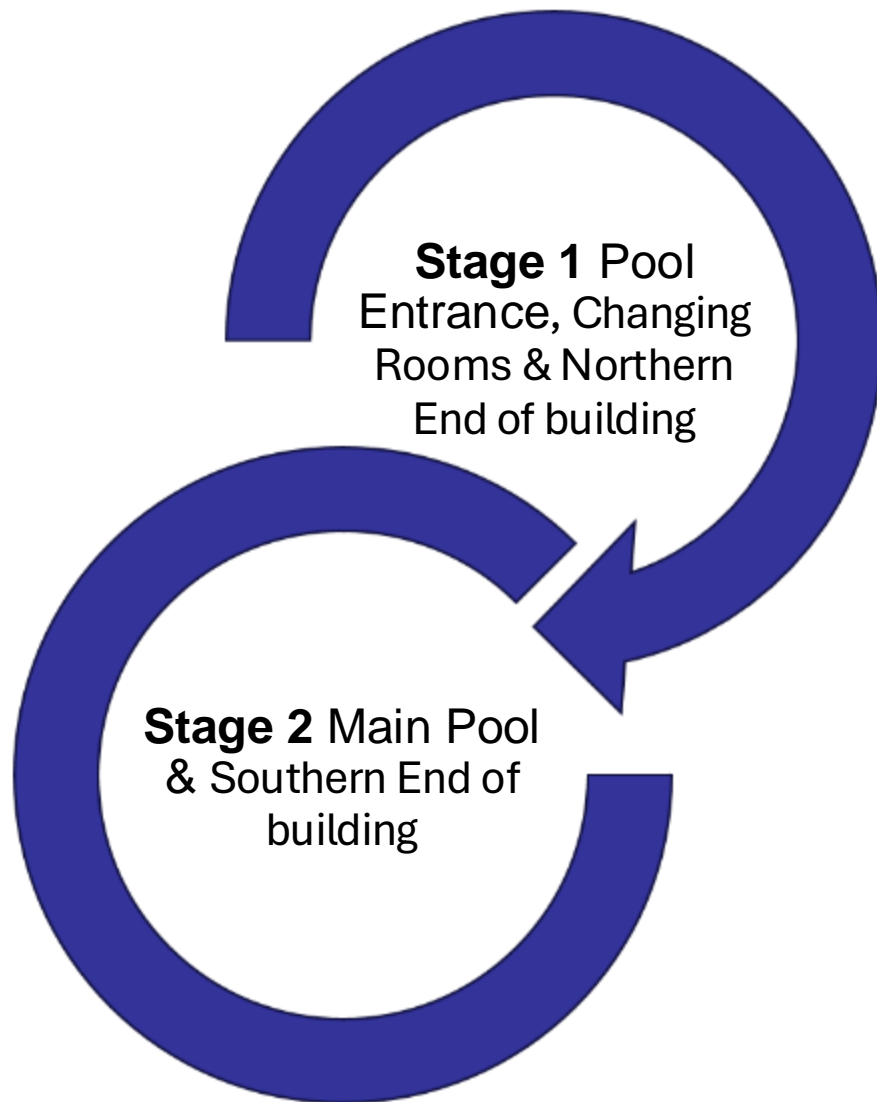 Stage 1 Pool
Entrance, Changing
Rooms & Northern
End of building
Stage 2 Main Pool
& Southern End of
building